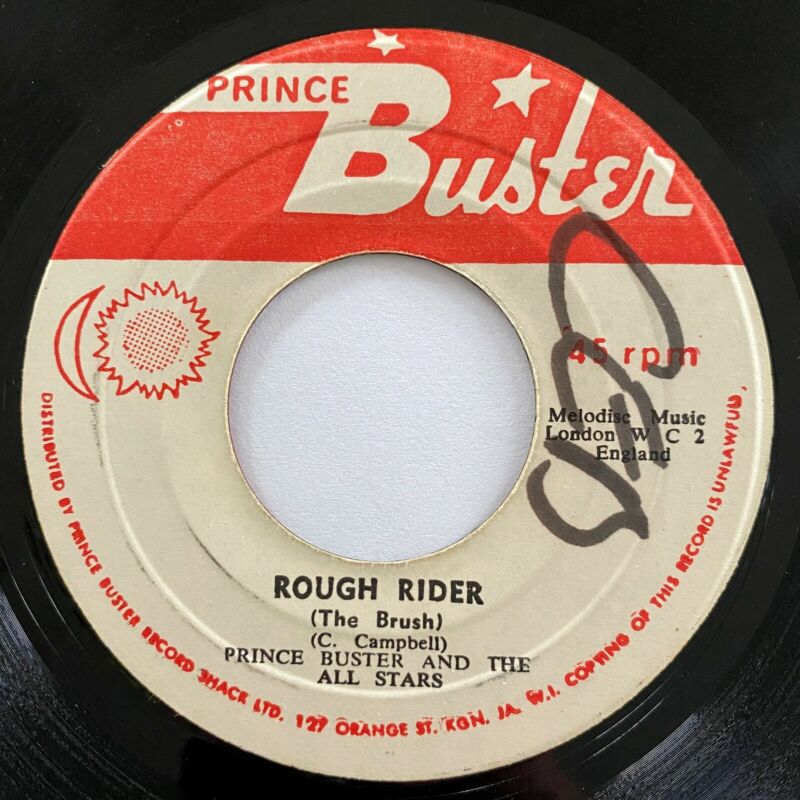 PRINCE
Buster
45 rpm
Melodisc Music
London W C 2
England
ROUGH RIDER
(The Brush)
(C. Campbell)
PRINCE BUSTER AND THE
ALL STARS
DISTRIBUTED BY PRINCE BUSTER RECORD SHACK LTD. 127 ORANGE ST. KGN. JA. W.I. COPYING OF THIS RECORD IS UNLAWFUL.